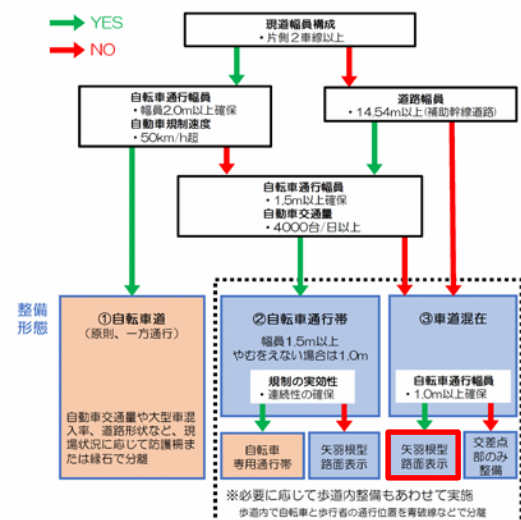 YES
NO
現道幅員構成
・片側2車線以上
自転車通行幅員
・幅員2.0m以上確保
自動車規制速度
・50km/h超
道路幅員
・14.54m以上(補助幹線道路)
自転車通行幅員
・1.5m以上確保
自動車交通量
・4000台/日以上
整備
形態
①自転車道
(原則、一方通行)
自動車交通量や大型車混
入率、道路形状など、現
場状況に応じて防護柵ま
たは縁石で分離
②自転車通行帯
幅員1.5m以上
やむをえない場合は1.0m
規制の実効性
・連続性の確保
自転車
専用通行帯
矢羽根型
路面表示
③車道混在
自転車通行幅員
・1.0m以上確保
矢羽根型
路面表示
交差点
部のみ
整備
※必要に応じて歩道内整備もあわせて実施
歩道内で自転車と歩行者の通行位置を青破線などで分離